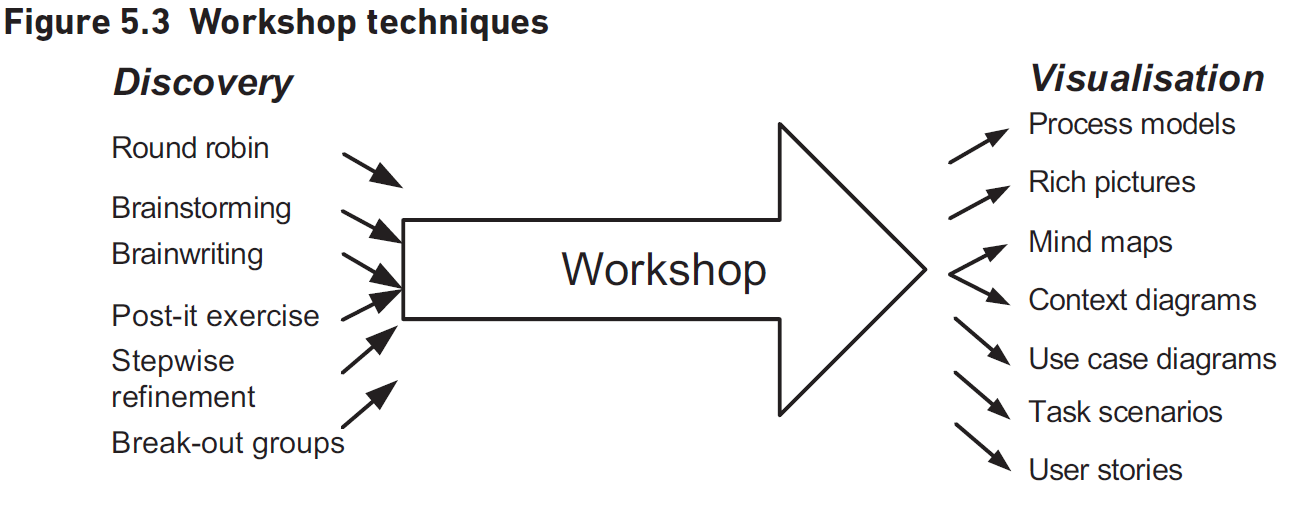 Figure 5.3 Workshop techniques
Discovery
Round robin
Brainstorming
Brainwriting
Post-it exercise
Stepwise
refinement
Break-out groups
Workshop
Visualisation
Process models
Rich pictures
Mind maps
Context diagrams
Use case diagrams
Task scenarios
User stories